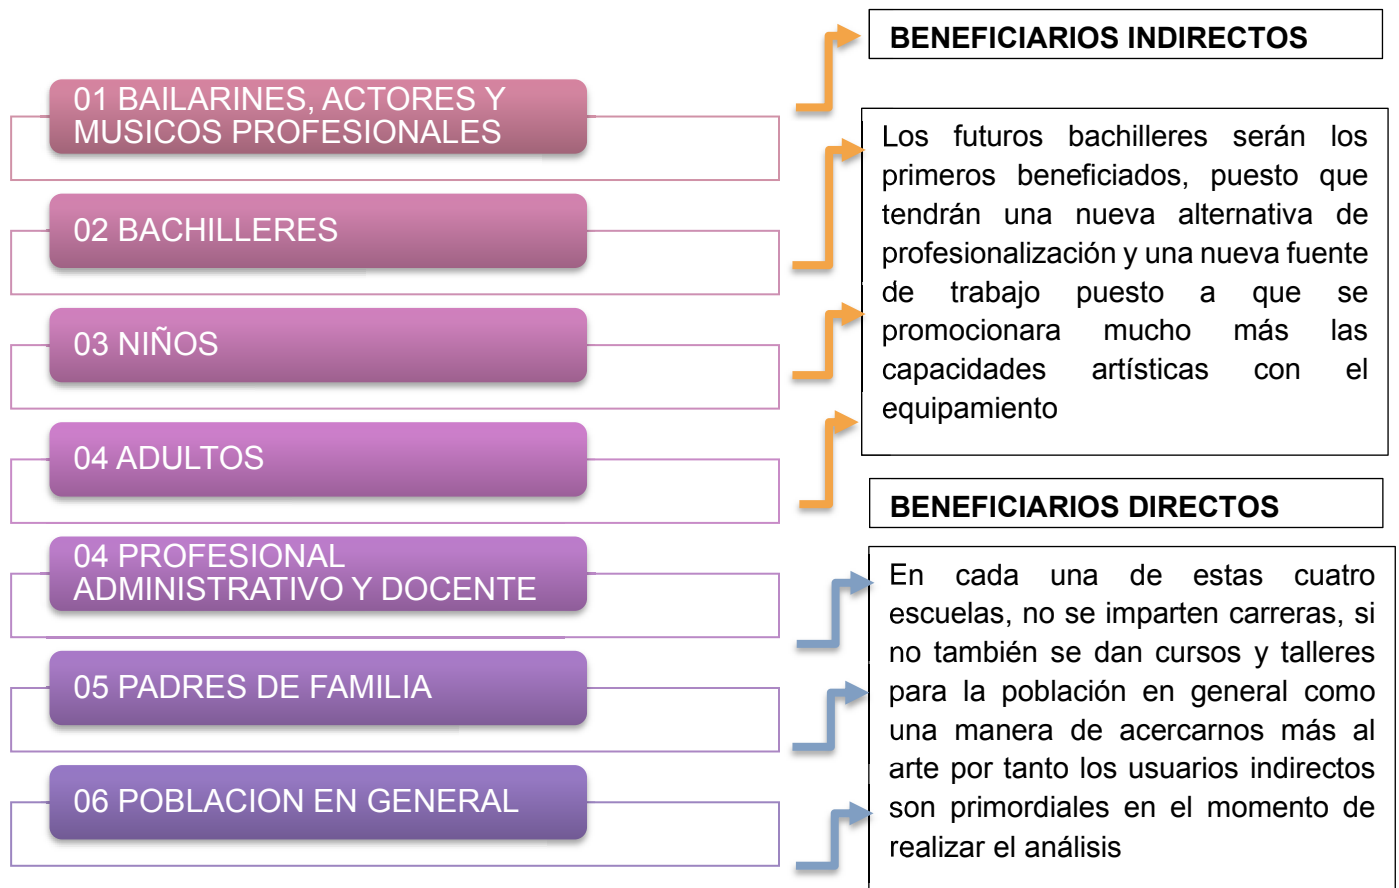 01 BAILARINES, ACTORES Y
MUSICOS PROFESIONALES
02 BACHILLERES
03 NIÑOS
04 ADULTOS
04 PROFESIONAL
ADMINISTRATIVO Y DOCENTE
05 PADRES DE FAMILIA
06 POBLACION EN GENERAL
BENEFICIARIOS INDIRECTOS
Los futuros bachilleres serán los
primeros beneficiados, puesto que
tendrán una nueva alternativa de
profesionalización y una nueva fuente
de trabajo puesto a que se
promocionara mucho más las
capacidades artísticas con el
equipamiento
BENEFICIARIOS DIRECTOS
En cada una de estas cuatro
escuelas, no se imparten carreras, si
no también se dan cursos y talleres
para la población en general como
una manera de acercarnos más al
arte por tanto los usuarios indirectos
son primordiales en el momento de
realizar el análisis